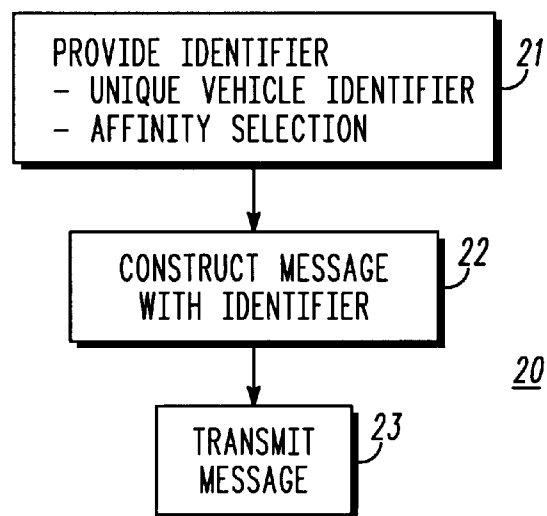 PROVIDE IDENTIFIER
- UNIQUE VEHICLE IDENTIFIER
- AFFINITY SELECTION
21
CONSTRUCT MESSAGE
WITH IDENTIFIER
22
20
TRANSMIT
MESSAGE
23